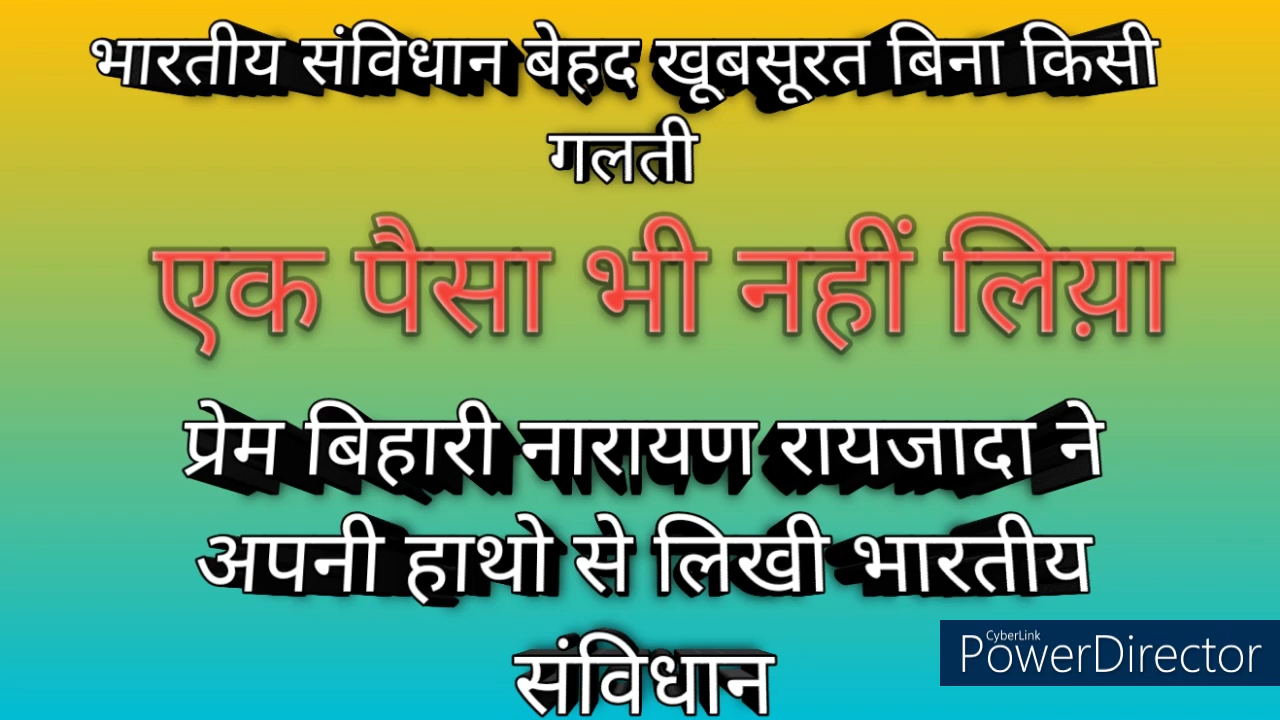 भारतीय संविधान बेहद खूबसूरत बिना किसी
गलती
एक पैसा भी नहीं लिय़ा
प्रेम बिहारी नारायण रायजादा ने
अपनी हाथो से लिखी भारतीय
संविधान
CyberLink
PowerDirector